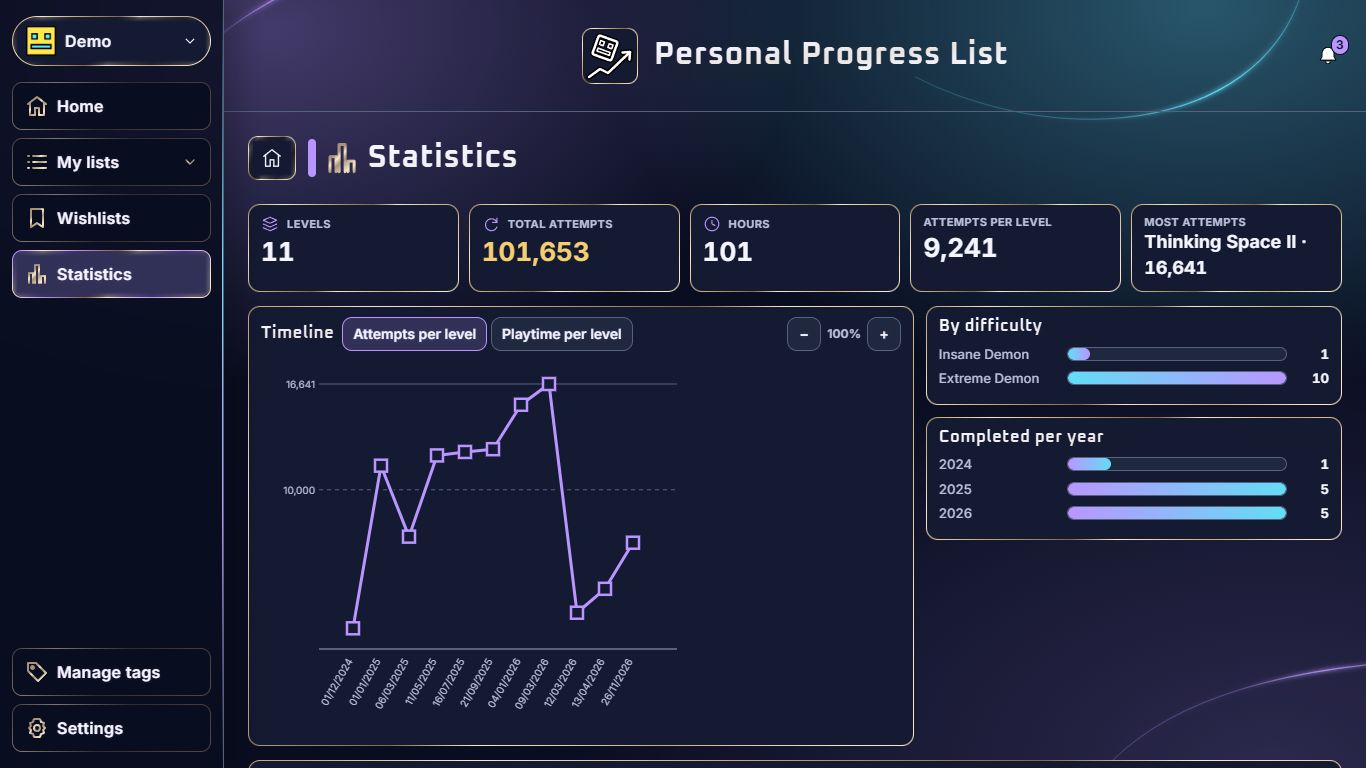 Demo
Home
My lists
Wishlists
Statistics
Manage tags
Settings
Personal Progress List
3
Statistics
LEVELS
11
TOTAL ATTEMPTS
101,653
HOURS
101
ATTEMPTS PER LEVEL
9,241
MOST ATTEMPTS
Thinking Space II ·
16,641
Timeline
Attempts per level
Playtime per level
−
100%
+
16,641
10,000
01/12/2024
01/01/2025
06/03/2025
11/05/2025
16/07/2025
21/09/2025
04/01/2026
09/03/2026
12/03/2026
13/04/2026
26/11/2026
By difficulty
Insane Demon 1
Extreme Demon 10
Completed per year
2024 1
2025 5
2026 5